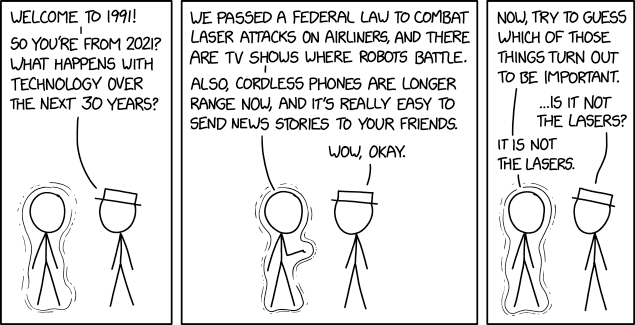 WELCOME TO 1991!
SO YOU'RE FROM 2021?
WHAT HAPPENS WITH
TECHNOLOGY OVER
THE NEXT 30 YEARS?
WE PASSED A FEDERAL LAW TO COMBAT
LASER ATTACKS ON AIRLINERS, AND THERE
ARE TV SHOWS WHERE ROBOTS BATTLE.
ALSO, CORDLESS PHONES ARE LONGER
RANGE NOW, AND IT'S REALLY EASY TO
SEND NEWS STORIES TO YOUR FRIENDS.
WOW, OKAY.
NOW, TRY TO GUESS
WHICH OF THOSE
THINGS TURN OUT
TO BE IMPORTANT.
...IS IT NOT
THE LASERS?
IT IS NOT
THE LASERS.